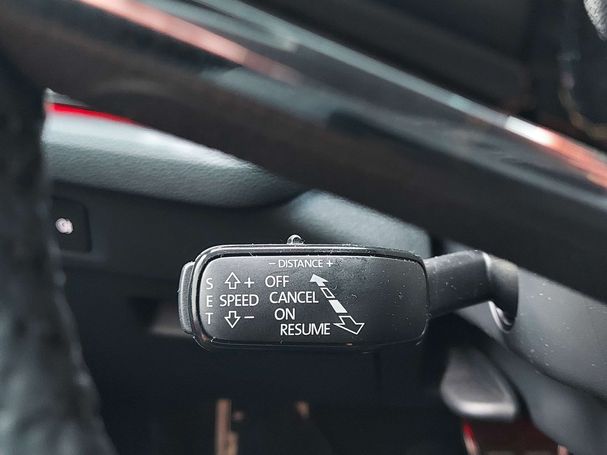 - DISTANCE +
S + OFF
E SPEED CANCEL
T - ON
RESUME